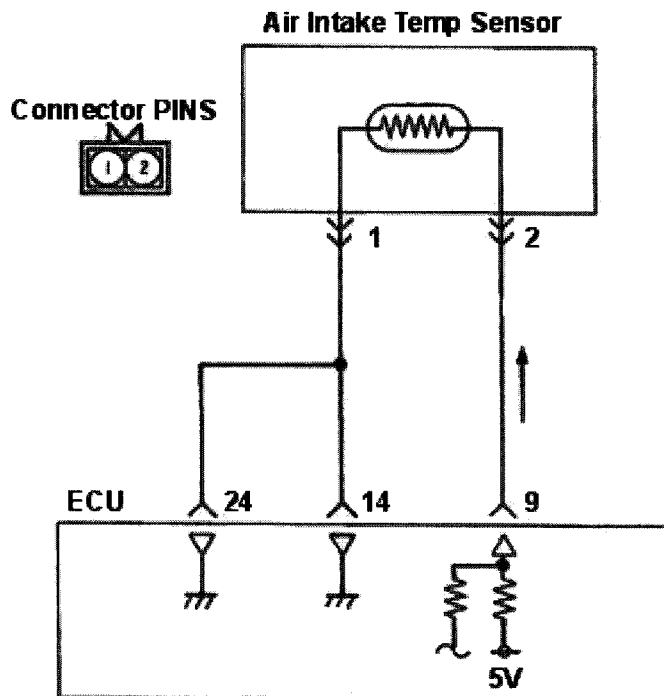 Air Intake Temp Sensor
Connector PINS
1 2
1 2
ECU 24 14 9
5V